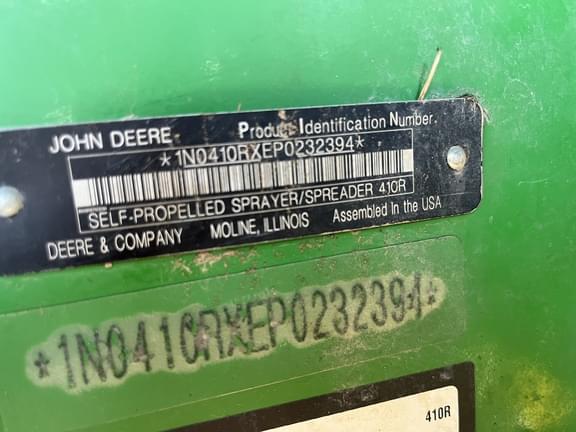 JOHN DEERE
Product Identification Number
*1N0410RXEP0232394*
SELF-PROPELLED SPRAYER/SPREADER 410R
DEERE & COMPANY MOLINE, ILLINOIS Assembled In the USA
*1N0410RXEP0232394*
410R